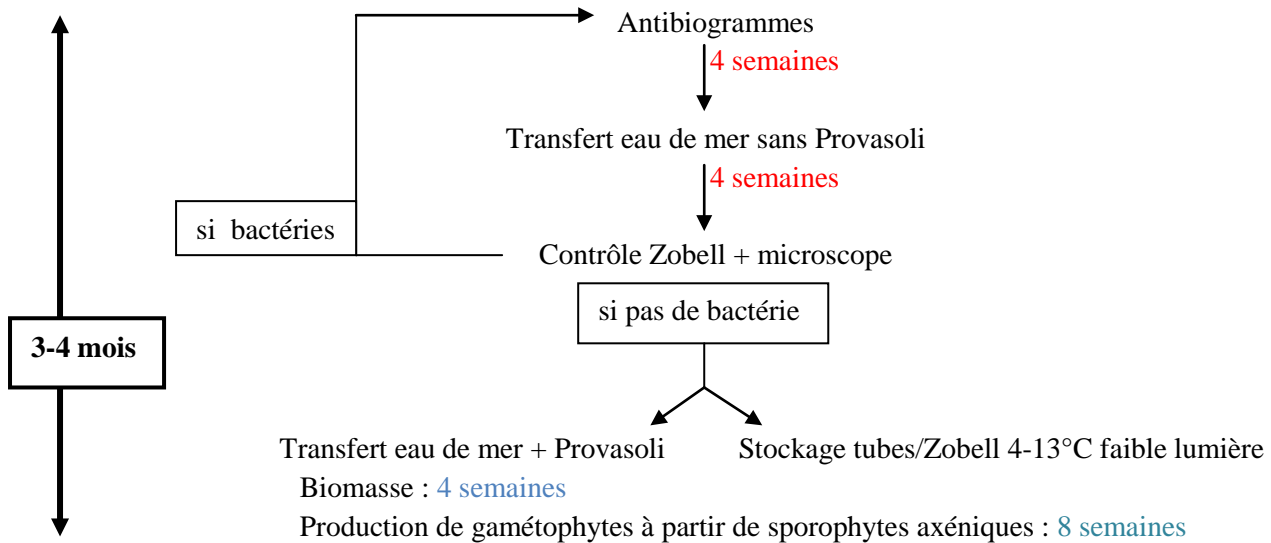 Antibiogrammes
4 semaines
Transfert eau de mer sans Provasoli
4 semaines
si bactéries
Contrôle Zobell + microscope
si pas de bactérie
3-4 mois
Transfert eau de mer + Provasoli
Stockage tubes/Zobell 4-13°C faible lumière
Biomasse : 4 semaines
Production de gamétophytes à partir de sporophytes axéniques : 8 semaines